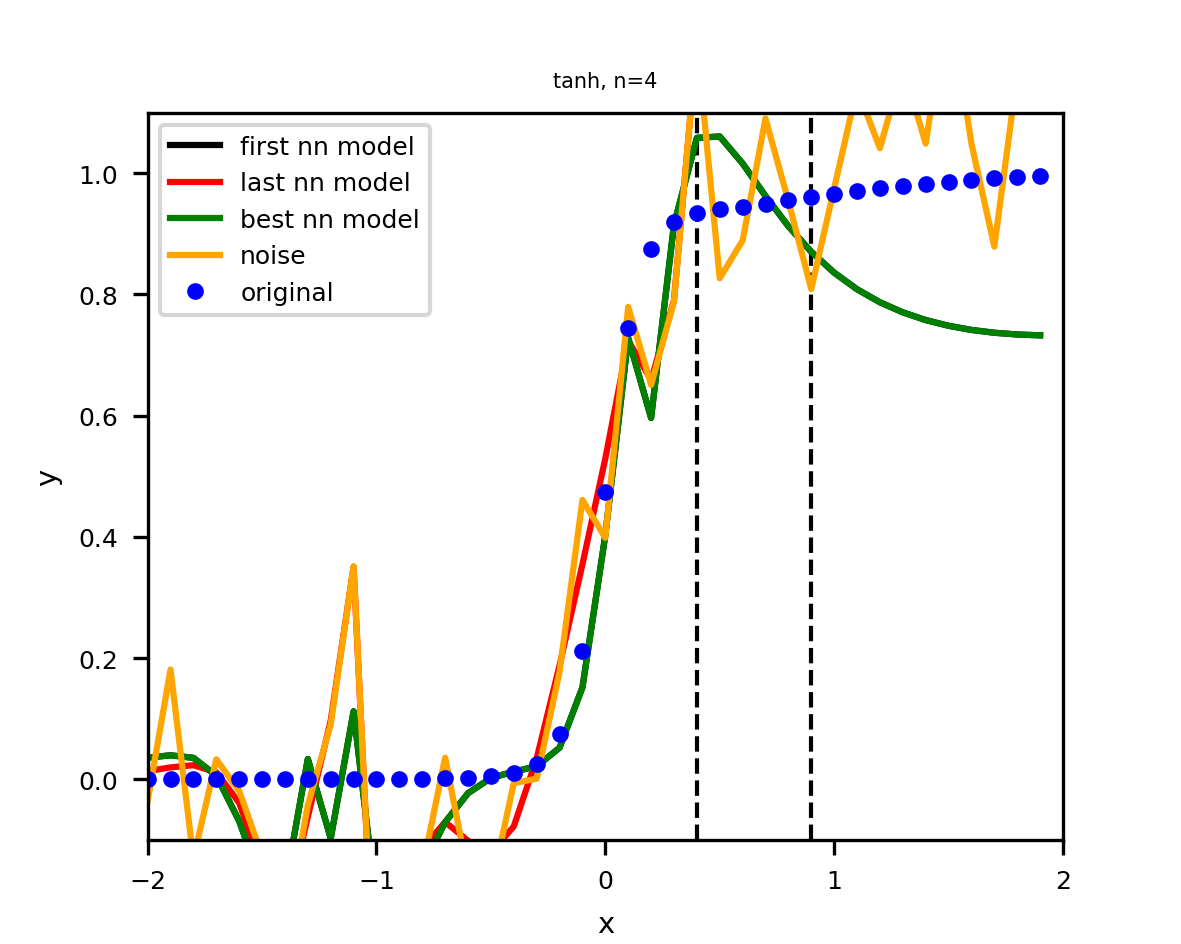 tanh, n=4
first nn model
last nn model
best nn model
noise
original
1.0
0.8
0.6
0.4
0.2
0.0
y
−2 −1 0 1 2
x